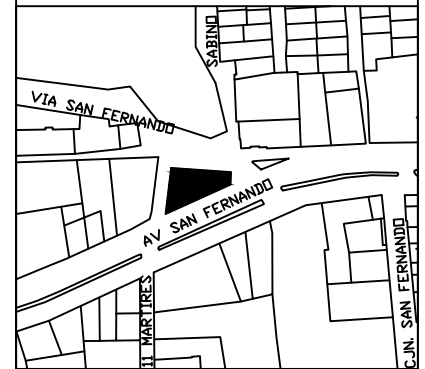 SABINO
VIA SAN FERNANDO
AV SAN FERNANDO
11 MARTIRES
CJN. SAN FERNANDO